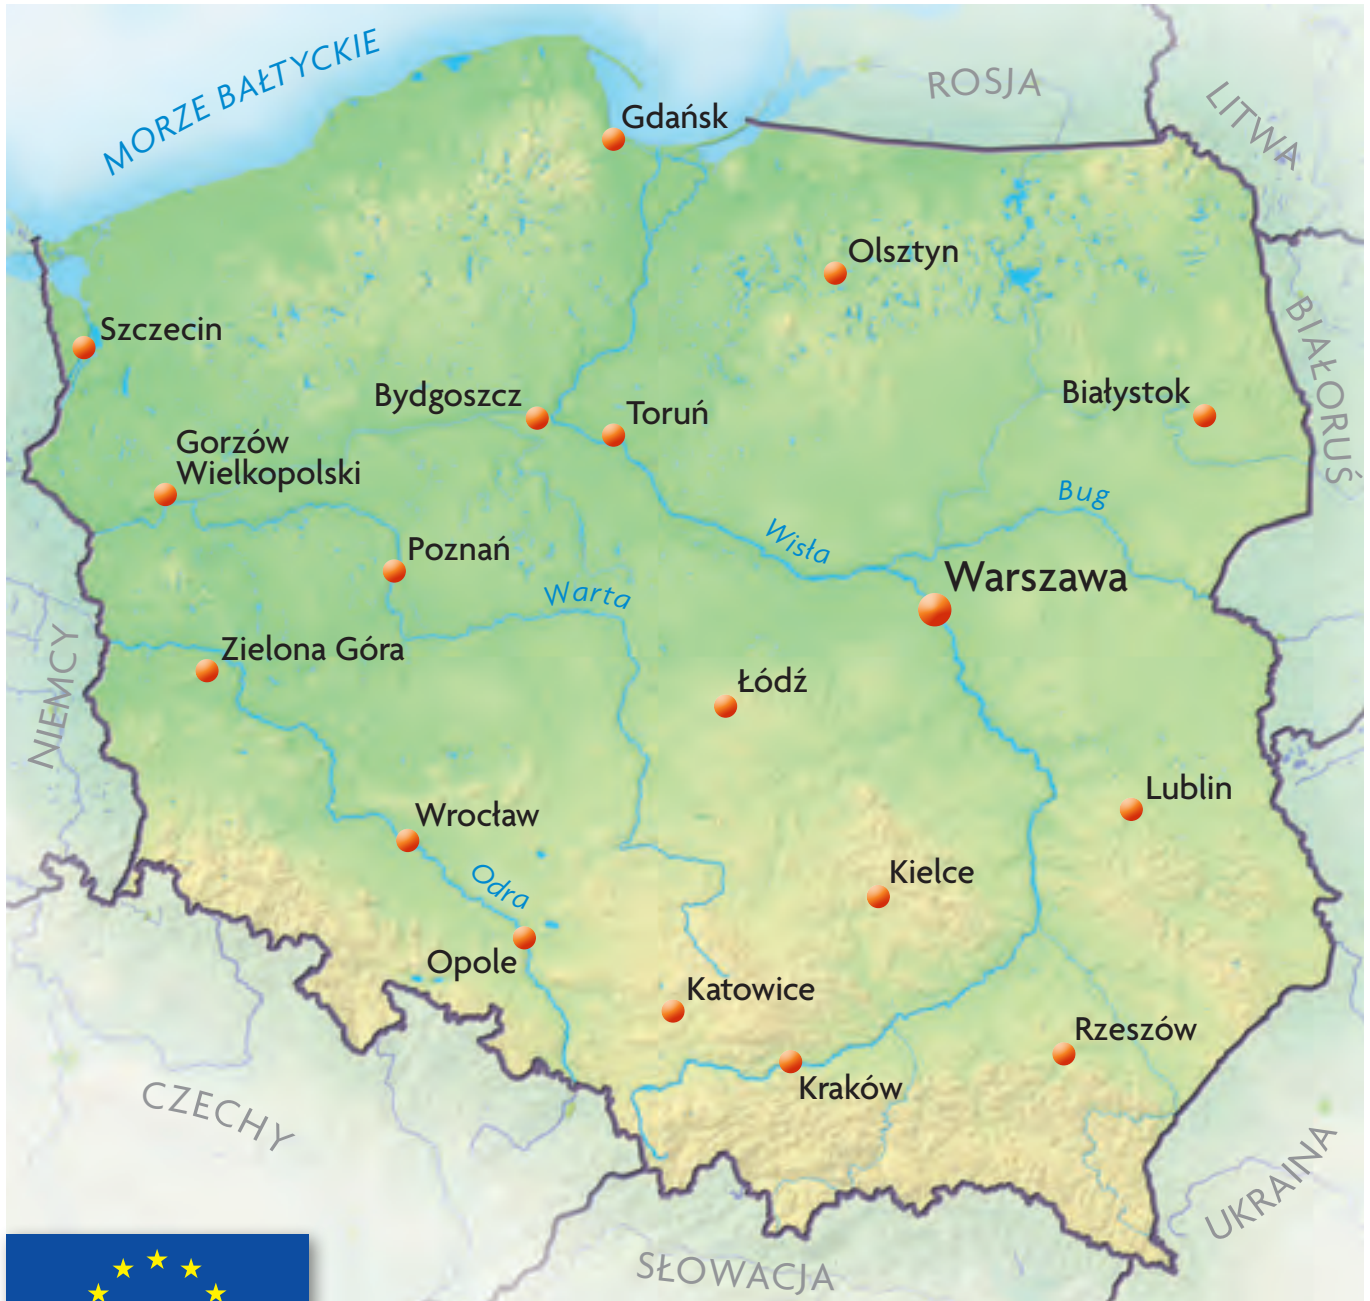 MORZE BAŁTYCKIE
ROSJA
LITWA
Gdańsk
Olsztyn
Szczecin
BIAŁORUŚ
Bydgoszcz
Toruń
Białystok
Gorzów
Wielkopolski
Bug
Wisła
Poznań
Warszawa
Warta
NIEMCY
Zielona Góra
Łódź
Lublin
Wrocław
Kielce
Odra
Opole
Katowice
Rzeszów
Kraków
CZECHY
UKRAINA
SŁOWACJA